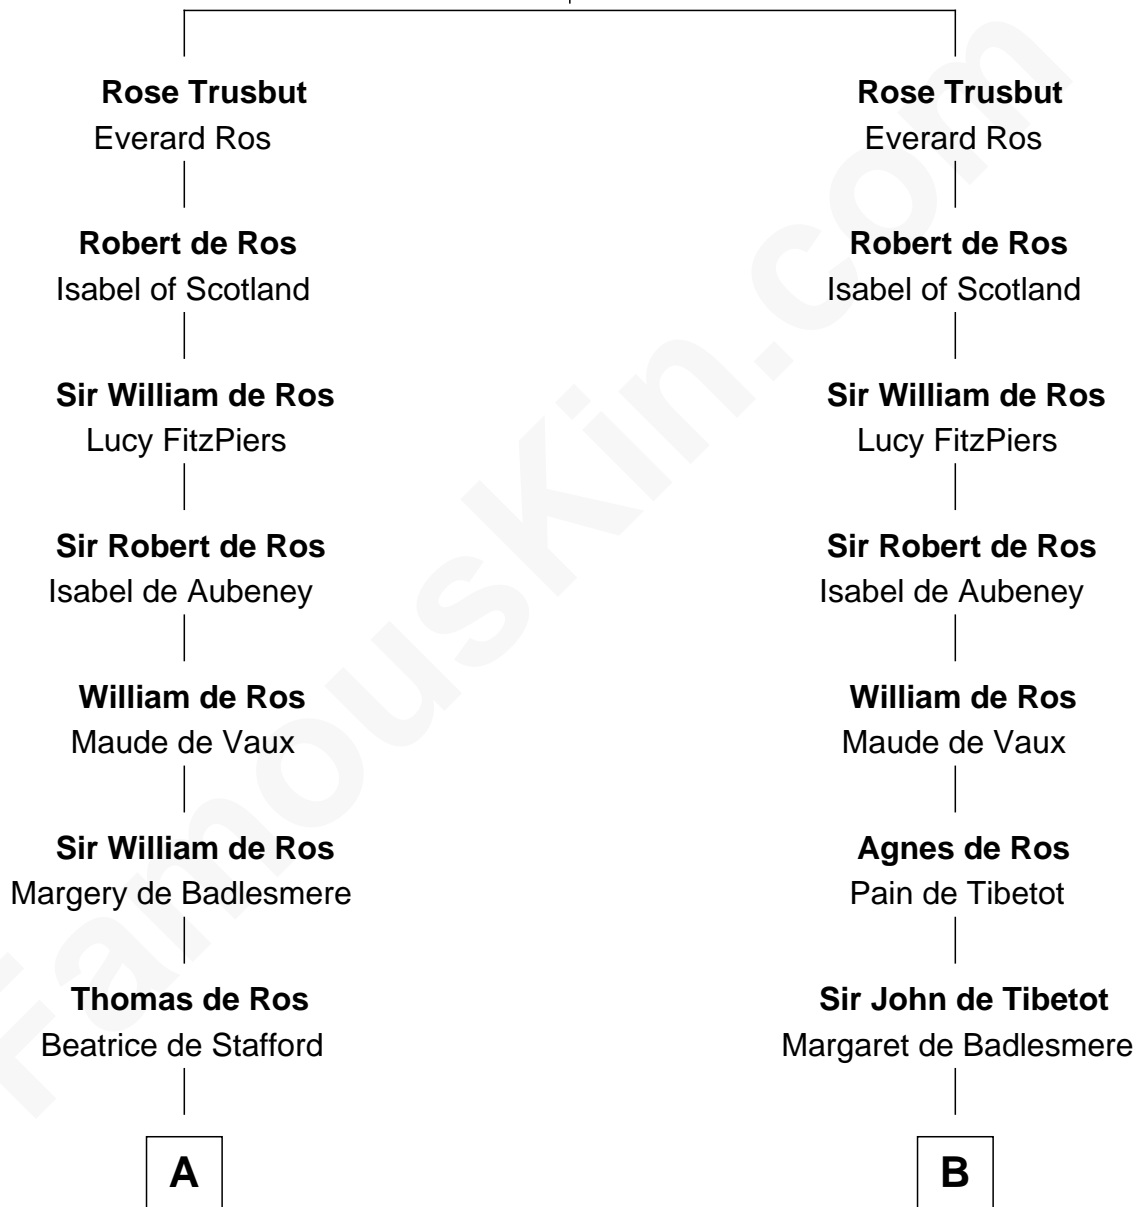 Rose Trusbut
Everard Ros
Robert de Ros
Isabel of Scotland
Sir William de Ros
Lucy FitzPiers
Sir Robert de Ros
Isabel de Aubeney
William de Ros
Maude de Vaux
Sir William de Ros
Margery de Badlesmere
Thomas de Ros
Beatrice de Stafford
A
Rose Trusbut
Everard Ros
Robert de Ros
Isabel of Scotland
Sir William de Ros
Lucy FitzPiers
Sir Robert de Ros
Isabel de Aubeney
William de Ros
Maude de Vaux
Agnes de Ros
Pain de Tibetot
Sir John de Tibetot
Margaret de Badlesmere
B
FamousKin.com